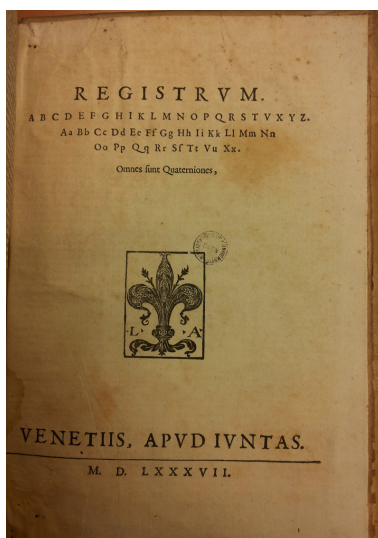 REGISTRVM.
A B C D E F G H I K L M N O P Q R S T V X Y Z.
Aa Bb Cc Dd Ee Ff Gg Hh Ii Kk Ll Mm Nn
Oo Pp Qq Rr Sſ Tt Vu Xx.
Omnes ſunt Quaterniones,
L A
VENETIIS, APVD IVNTAS.
M. D. LXXXVII.